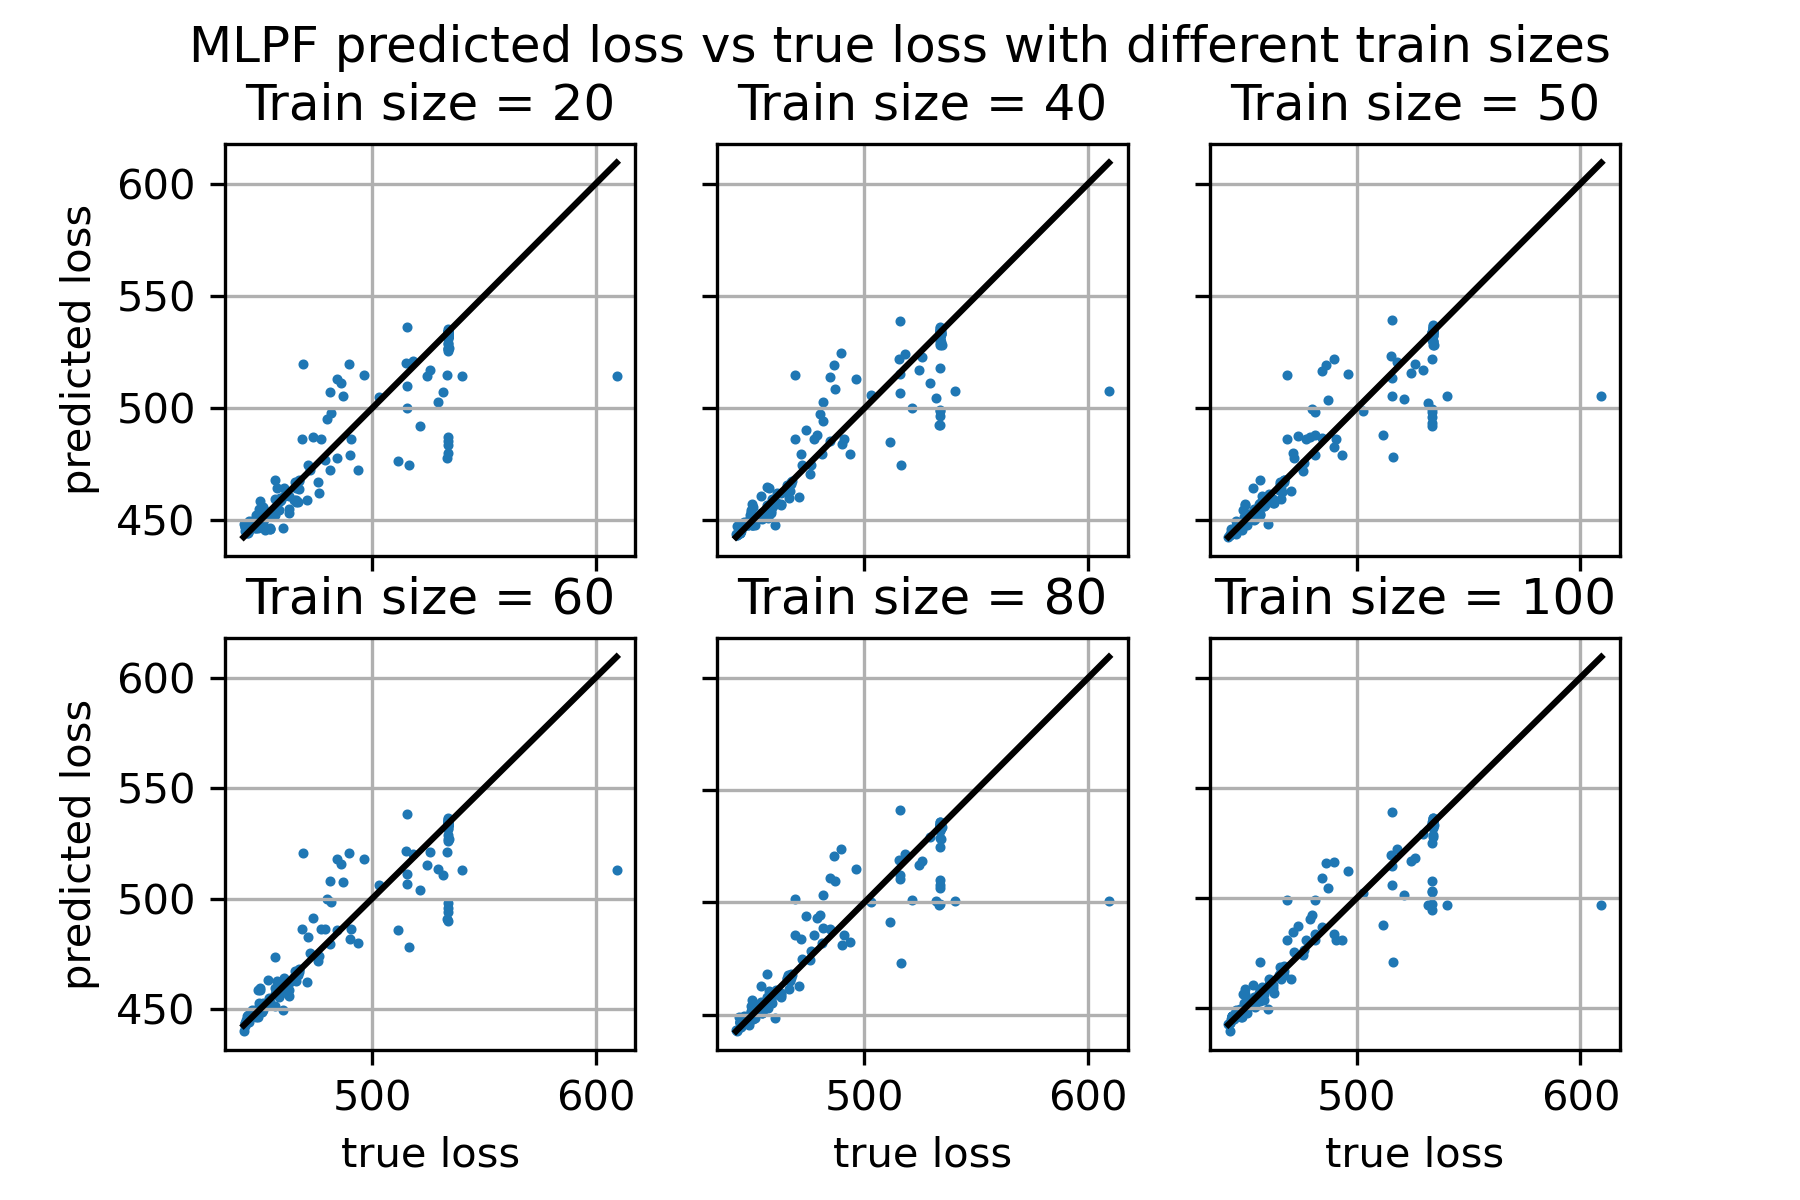 MLPF predicted loss vs true loss with different train sizes
Train size = 20
Train size = 40
Train size = 50
600
550
500
450
predicted loss
Train size = 60
Train size = 80
Train size = 100
600
550
500
450
predicted loss
500 600
500 600
500 600
true loss
true loss
true loss